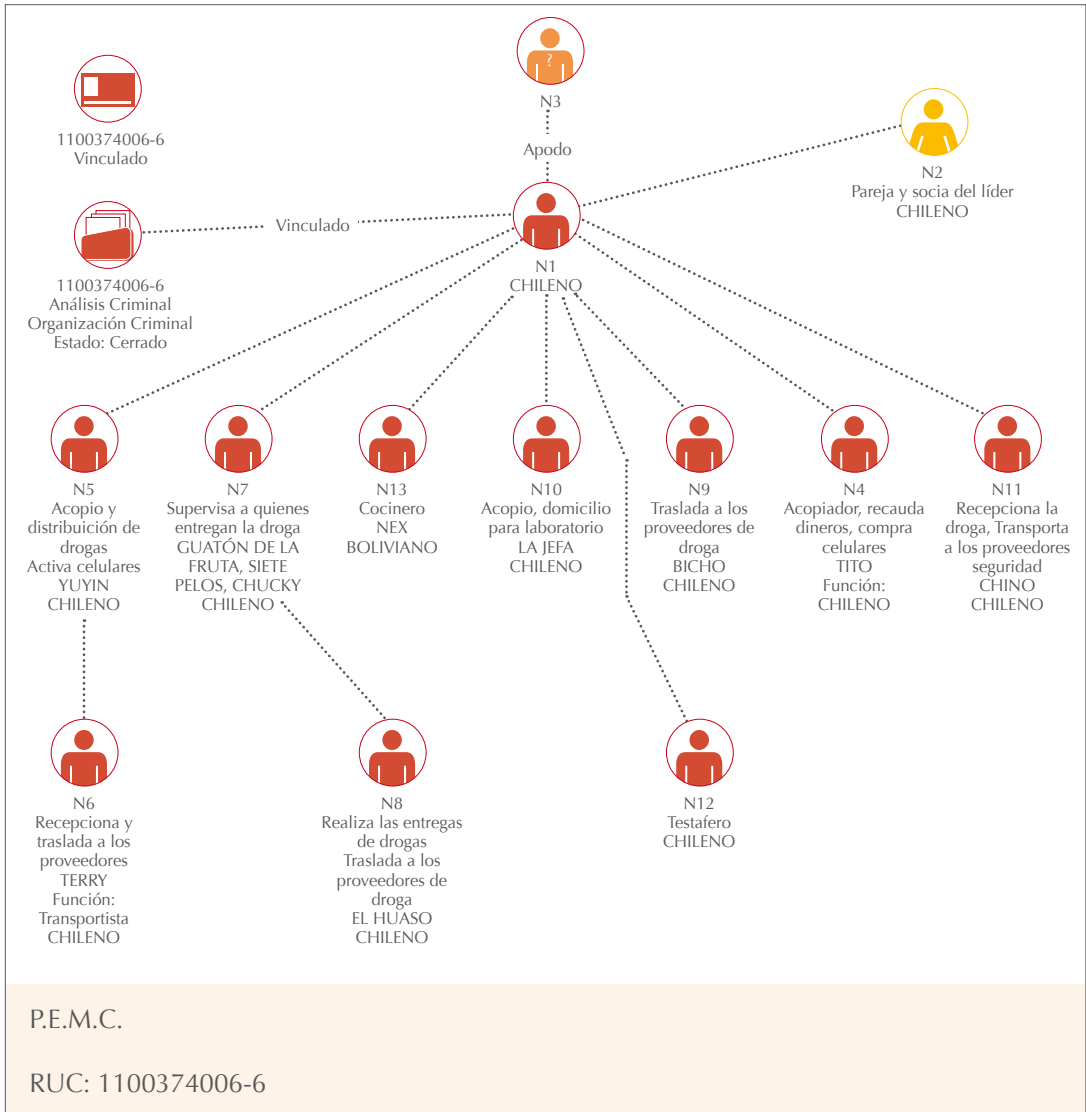 ?
N3
Apodo
1100374006-6
Vinculado
N2
Pareja y socia del líder
CHILENO
Vinculado
1100374006-6
Análisis Criminal
Organización Criminal
Estado: Cerrado
N1
CHILENO
N5
Acopio y
distribuición de
drogas
Activa celulares
YUYIN
CHILENO
N7
Supervisa a quienes
entregan la droga
GUATÓN DE LA
FRUTA, SIETE
PELOS, CHUCKY
CHILENO
N13
Cocinero
NEX
BOLIVIANO
N10
Acopio, domicilio
para laboratorio
LA JEFA
CHILENO
N9
Traslada a los
proveedores de
droga
BICHO
CHILENO
N4
Acopiador, recauda
dineros, compra
celulares
TITO
Función:
CHILENO
N11
Recepciona la
droga, Transporta
a los proveedores
seguridad
CHINO
CHILENO
N6
Recepciona y
traslada a los
proveedores
TERRY
Función:
Transportista
CHILENO
N8
Realiza las entregas
de drogas
Traslada a los
proveedores de
droga
EL HUASO
CHILENO
N12
Testafero
CHILENO
P.E.M.C.
RUC: 1100374006-6